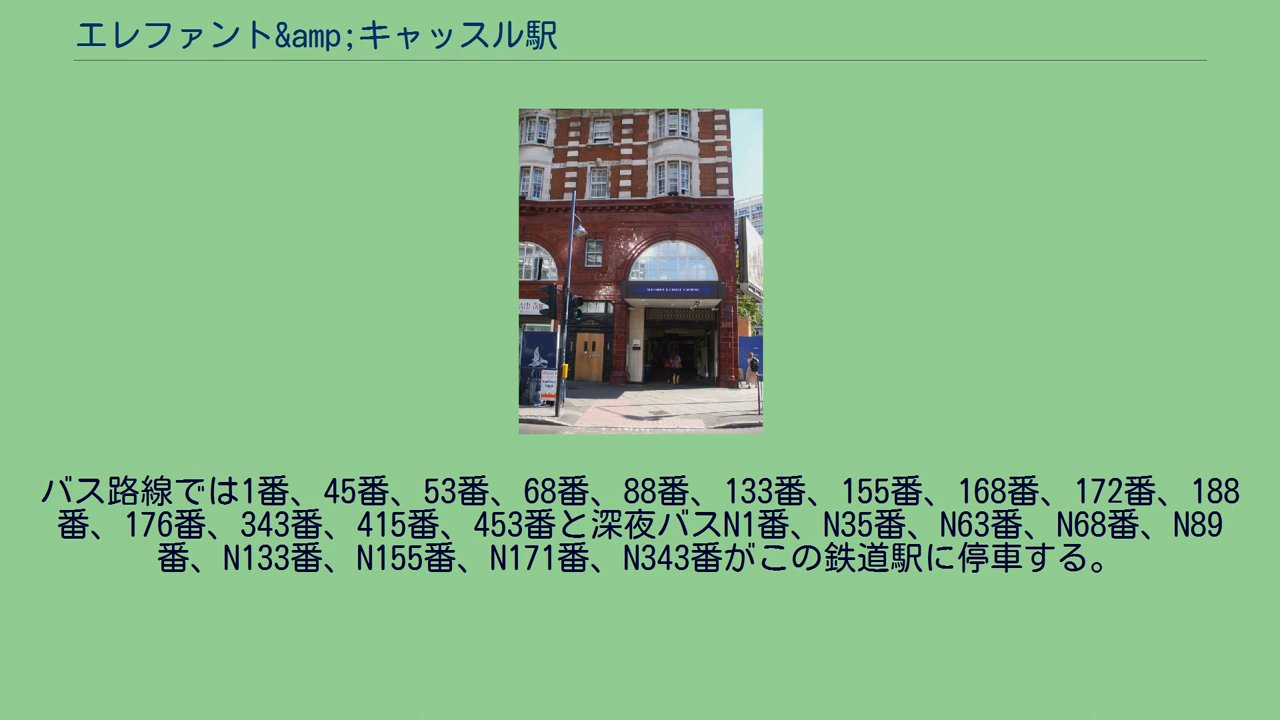 エレファント&amp;キャッスル駅
バス路線では1番、45番、53番、68番、88番、133番、155番、168番、172番、188
番、176番、343番、415番、453番と深夜バスN1番、N35番、N63番、N68番、N89
番、N133番、N155番、N171番、N343番がこの鉄道駅に停車する。